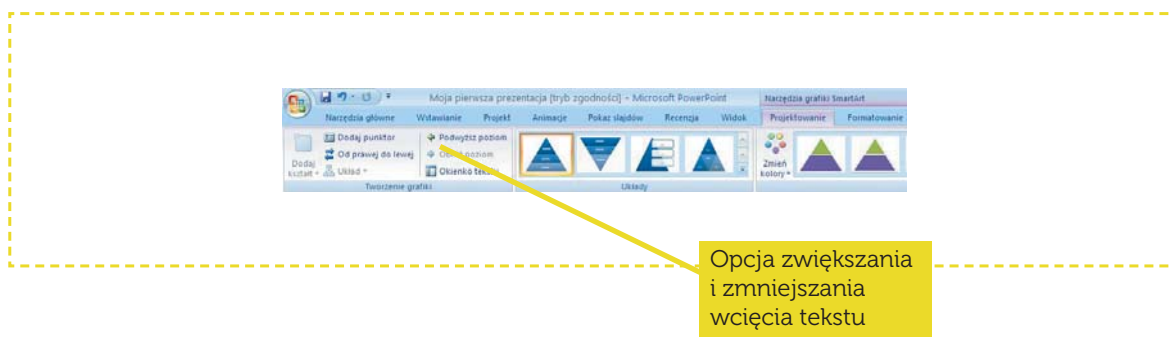 Moja pierwsza prezentacja [tryb zgodności] - Microsoft PowerPoint
Narzędzia grafiki SmartArt
Narzędzia główne Wstawianie Projekt Animacje Pokaz slajdów Recenzja Widok Projektowanie Formatowanie
Dodaj kształt
Dodaj punktor
Od prawej do lewej
Układ
Podwyższ poziom
Obniż poziom
Okienko tekstu
Zmień kolory
Tworzenie grafiki
Układy
Opcja zwiększania
i zmniejszania
wcięcia tekstu